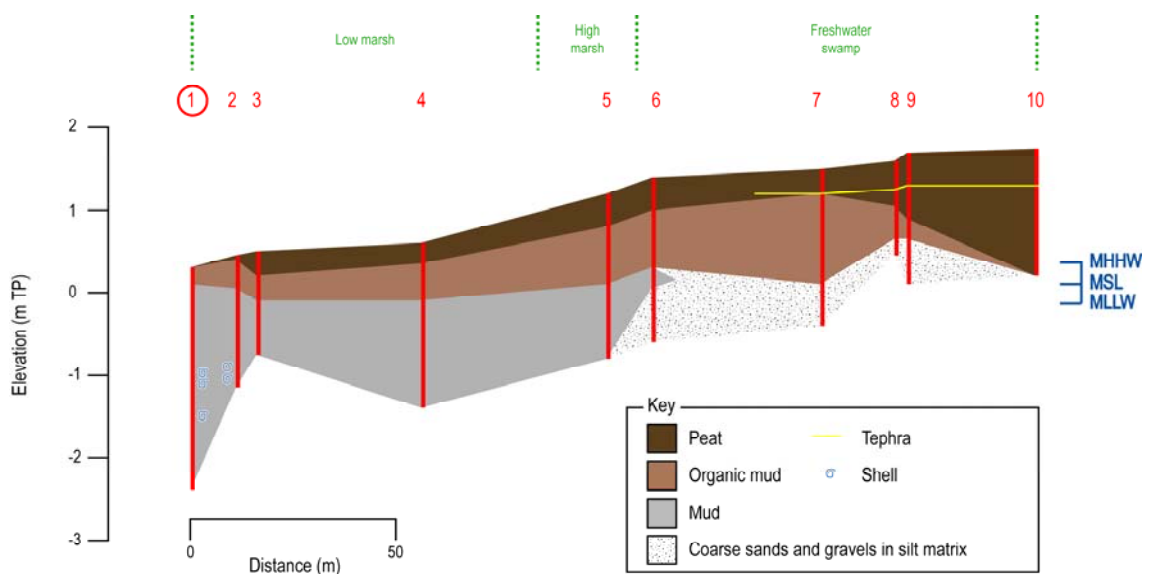 Low marsh
High
marsh
Freshwater
swamp
1 2 3 4 5 6 7 8 9 10
2
1
0
-1
-2
-3
Elevation (m TP)
MHHW
MSL
MLLW
0 50
Distance (m)
Key
Peat
Tephra
Organic mud
Shell
Mud
Coarse sands and gravels in silt matrix